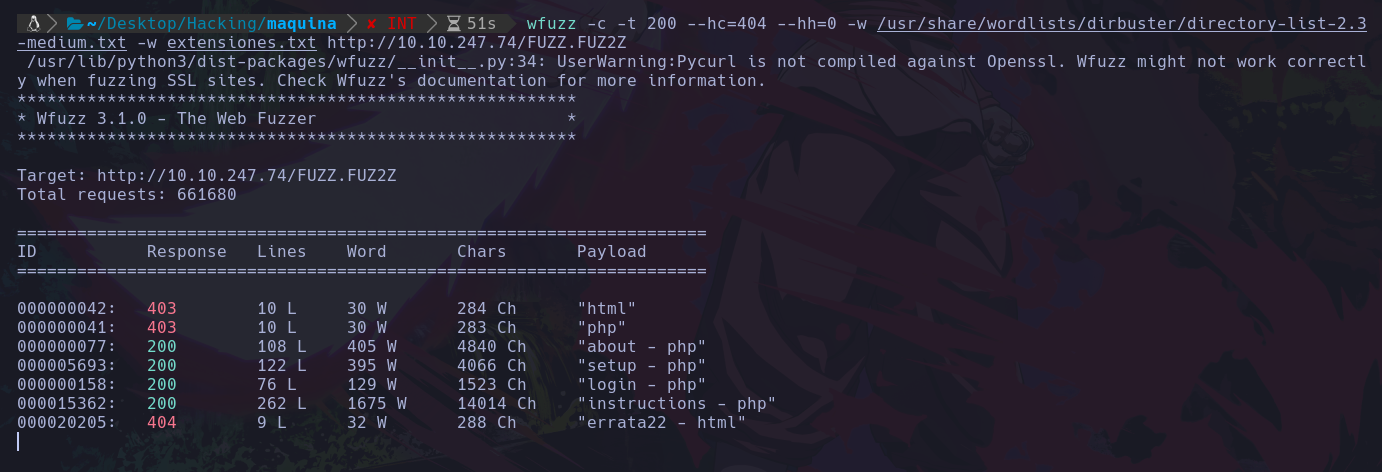 ~/Desktop/Hacking/maquina ✘ INT 51s wfuzz -c -t 200 --hc=404 --hh=0 -w /usr/share/wordlists/dirbuster/directory-list-2.3
-medium.txt -w extensiones.txt http://10.10.247.74/FUZZ.FUZ2Z
/usr/lib/python3/dist-packages/wfuzz/__init__.py:34: UserWarning:Pycurl is not compiled against Openssl. Wfuzz might not work correctl
y when fuzzing SSL sites. Check Wfuzz's documentation for more information.
********************************************************
* Wfuzz 3.1.0 - The Web Fuzzer                         *
********************************************************
Target: http://10.10.247.74/FUZZ.FUZ2Z
Total requests: 661680
=====================================================================
ID           Response   Lines    Word       Chars       Payload
=====================================================================
000000042:   403        10 L     30 W       284 Ch      "html"
000000041:   403        10 L     30 W       283 Ch      "php"
000000077:   200        108 L    405 W      4840 Ch     "about - php"
000005693:   200        122 L    395 W      4066 Ch     "setup - php"
000000158:   200        76 L     129 W      1523 Ch     "login - php"
000015362:   200        262 L    1675 W     14014 Ch    "instructions - php"
000020205:   404        9 L      32 W       288 Ch      "errata22 - html"